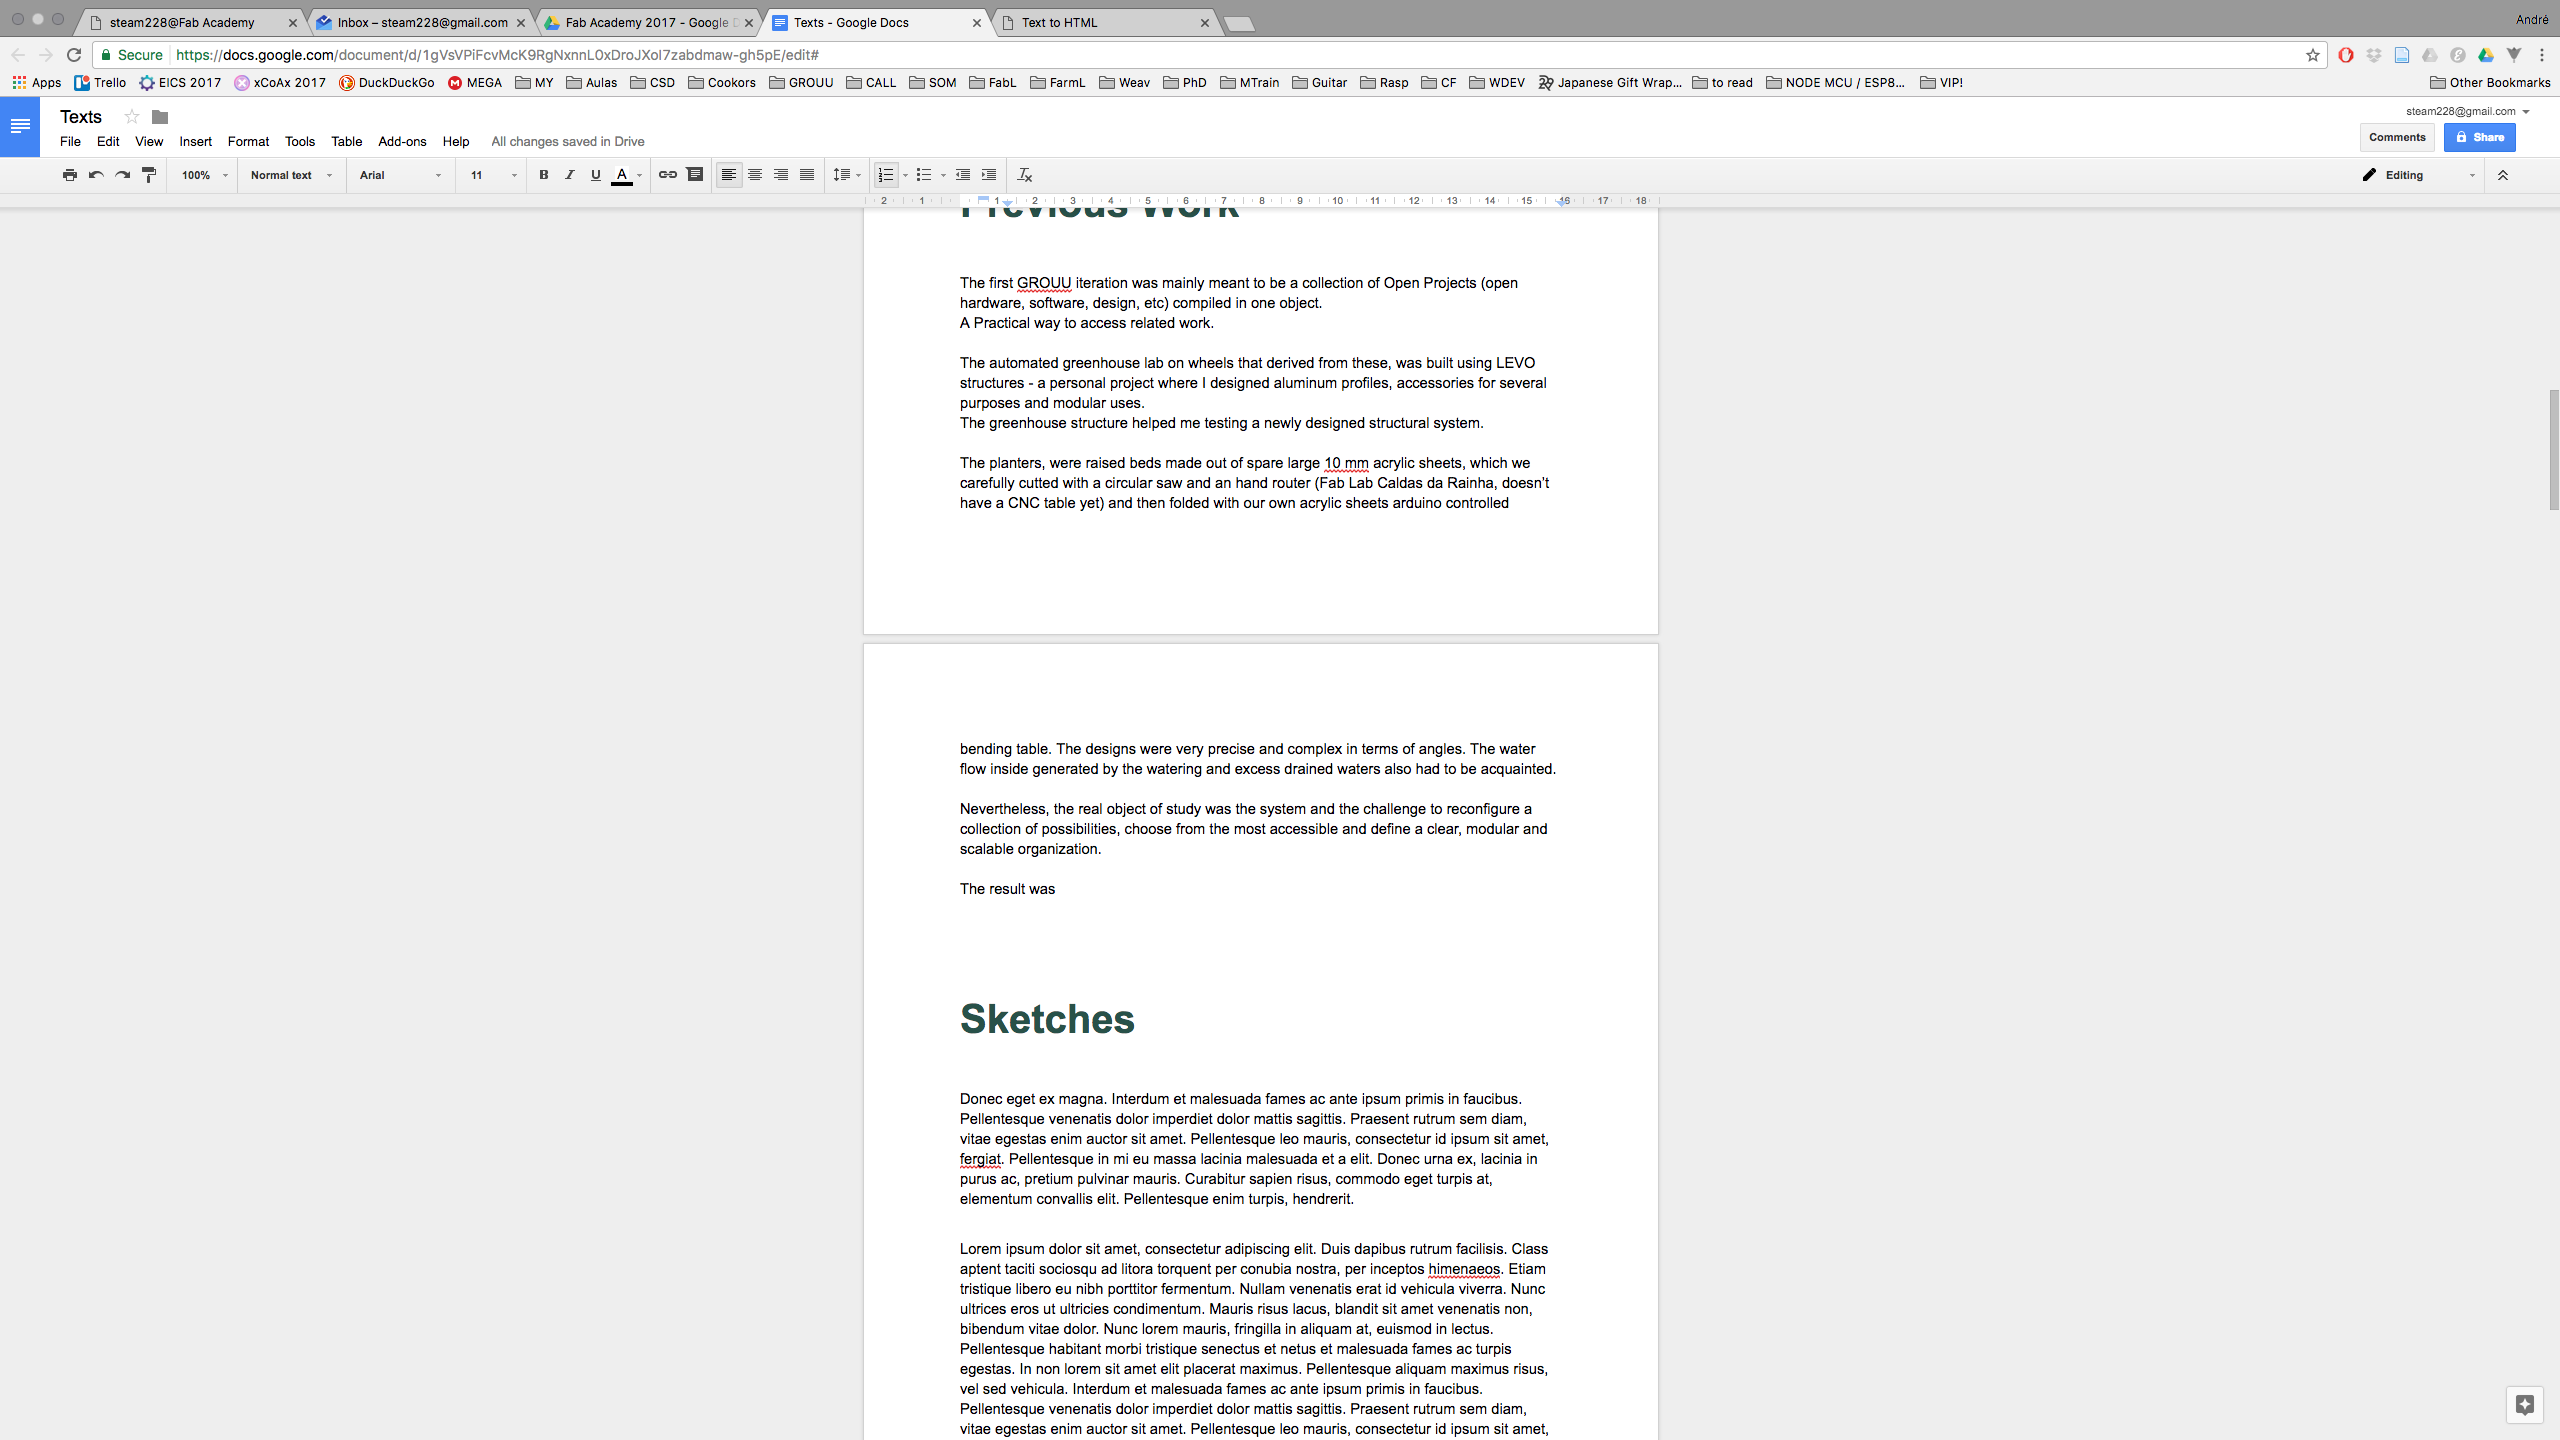 steam228@Fab Academy
Inbox – steam228@gmail.com
Fab Academy 2017 - Google D
Texts - Google Docs
Text to HTML
André
Secure https://docs.google.com/document/d/1gVsVPiFcvMcK9RgNxnnL0xDroJXol7zabdmaw-gh5pE/edit#
Apps Trello EICS 2017 xCoAx 2017 DuckDuckGo MEGA MY Aulas CSD Cookors GROUU CALL SOM FabL FarmL Weav PhD MTrain Guitar Rasp CF WDEV Japanese Gift Wrap... to read NODE MCU / ESP8... VIP! Other Bookmarks
Texts
steam228@gmail.com
File Edit View Insert Format Tools Table Add-ons Help All changes saved in Drive
Comments Share
100% Normal text Arial 11 B I U A Editing
2 1 1 2 3 4 5 6 7 8 9 10 11 12 13 14 15 16 17 18
Previous Work
The first GROUU iteration was mainly meant to be a collection of Open Projects (open
hardware, software, design, etc) compiled in one object.
A Practical way to access related work.
The automated greenhouse lab on wheels that derived from these, was built using LEVO
structures - a personal project where I designed aluminum profiles, accessories for several
purposes and modular uses.
The greenhouse structure helped me testing a newly designed structural system.
The planters, were raised beds made out of spare large 10 mm acrylic sheets, which we
carefully cutted with a circular saw and an hand router (Fab Lab Caldas da Rainha, doesn't
have a CNC table yet) and then folded with our own acrylic sheets arduino controlled
bending table. The designs were very precise and complex in terms of angles. The water
flow inside generated by the watering and excess drained waters also had to be acquainted.
Nevertheless, the real object of study was the system and the challenge to reconfigure a
collection of possibilities, choose from the most accessible and define a clear, modular and
scalable organization.
The result was
Sketches
Donec eget ex magna. Interdum et malesuada fames ac ante ipsum primis in faucibus.
Pellentesque venenatis dolor imperdiet dolor mattis sagittis. Praesent rutrum sem diam,
vitae egestas enim auctor sit amet. Pellentesque leo mauris, consectetur id ipsum sit amet,
fergiat. Pellentesque in mi eu massa lacinia malesuada et a elit. Donec urna ex, lacinia in
purus ac, pretium pulvinar mauris. Curabitur sapien risus, commodo eget turpis at,
elementum convallis elit. Pellentesque enim turpis, hendrerit.
Lorem ipsum dolor sit amet, consectetur adipiscing elit. Duis dapibus rutrum facilisis. Class
aptent taciti sociosqu ad litora torquent per conubia nostra, per inceptos himenaeos. Etiam
tristique libero eu nibh porttitor fermentum. Nullam venenatis erat id vehicula viverra. Nunc
ultrices eros ut ultricies condimentum. Mauris risus lacus, blandit sit amet venenatis non,
bibendum vitae dolor. Nunc lorem mauris, fringilla in aliquam at, euismod in lectus.
Pellentesque habitant morbi tristique senectus et netus et malesuada fames ac turpis
egestas. In non lorem sit amet elit placerat maximus. Pellentesque aliquam maximus risus,
vel sed vehicula. Interdum et malesuada fames ac ante ipsum primis in faucibus.
Pellentesque venenatis dolor imperdiet dolor mattis sagittis. Praesent rutrum sem diam,
vitae egestas enim auctor sit amet. Pellentesque leo mauris, consectetur id ipsum sit amet,